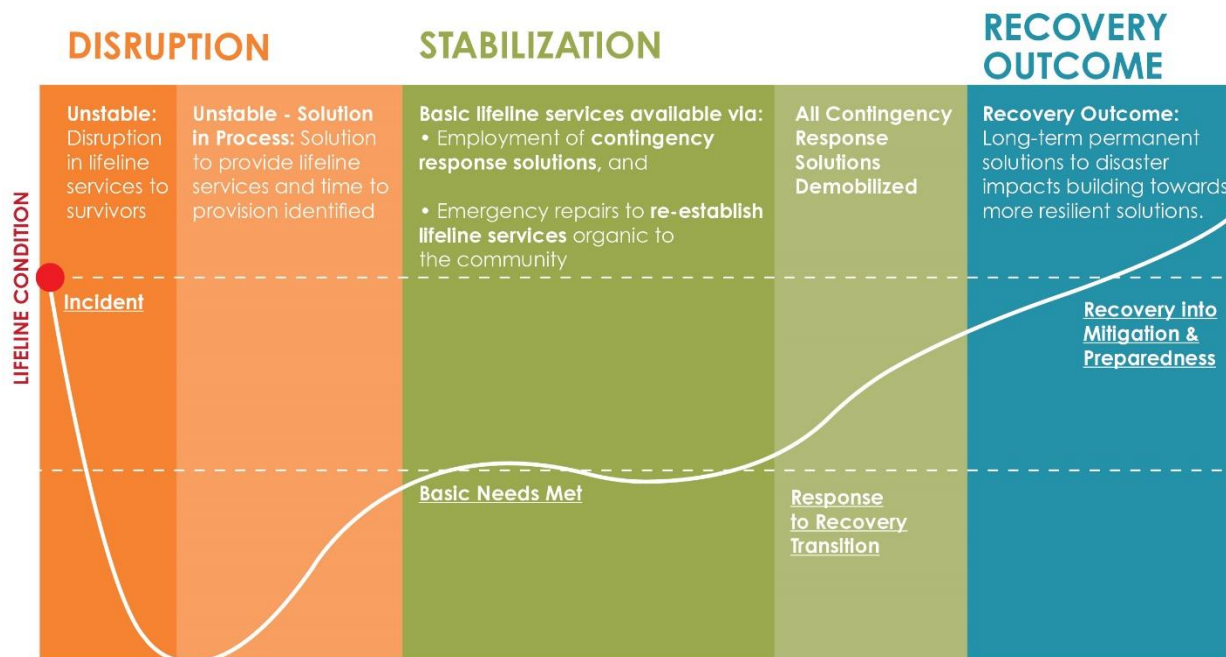 DISRUPTION
STABILIZATION
RECOVERY
OUTCOME
LIFELINE CONDITION
Unstable:
Disruption
in lifeline
services to
survivors
Incident
Unstable - Solution
in Process: Solution
to provide lifeline
services and time to
provision identified
Basic lifeline services available via:
• Employment of contingency
response solutions, and
• Emergency repairs to re-establish
lifeline services organic to
the community
Basic Needs Met
All Contingency
Response
Solutions
Demobilized
Response
to Recovery
Transition
Recovery Outcome:
Long-term permanent
solutions to disaster
impacts building towards
more resilient solutions.
Recovery into
Mitigation &
Preparedness